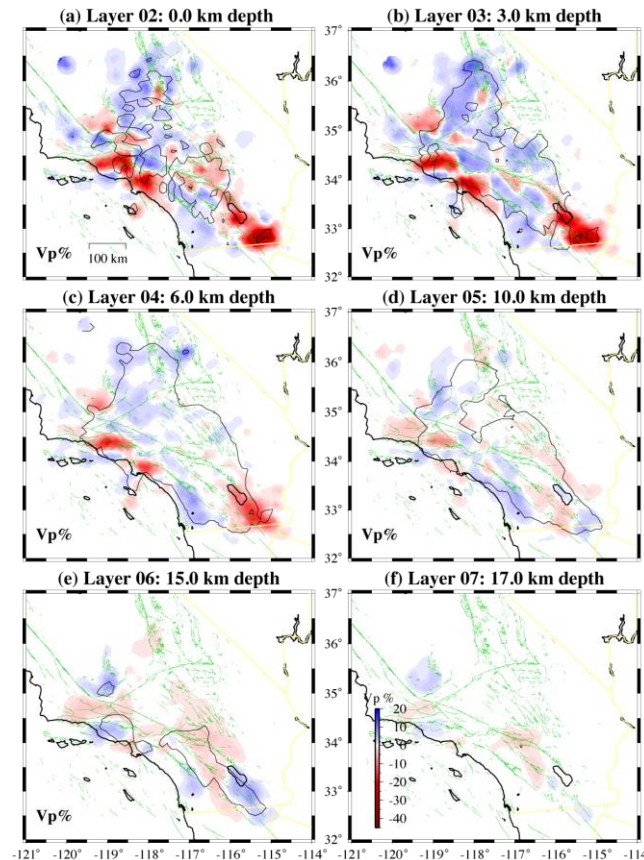 (a) Layer 02: 0.0 km depth
(b) Layer 03: 3.0 km depth
37°
36°
35°
34°
33°
32°
Vp%
100 km
Vp%
(c) Layer 04: 6.0 km depth
(d) Layer 05: 10.0 km depth
37°
36°
35°
34°
33°
32°
Vp%
Vp%
(e) Layer 06: 15.0 km depth
(f) Layer 07: 17.0 km depth
37°
36°
35°
34°
33°
32°
Vp%
Vp %
20
10
0
-10
-20
-30
-40
-121 -120° -119° -118° -117° -116° -115° -114°
-121 -120° -119° -118° -117° -116° -115° -114°